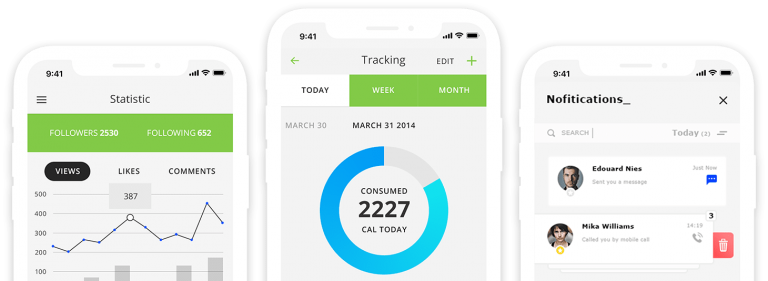 9:41
Statistic
FOLLOWERS 2530 FOLLOWING 652
VIEWS LIKES COMMENTS
387
500
400
300
200
100
9:41
Tracking EDIT
TODAY WEEK MONTH
MARCH 30 MARCH 31 2014
CONSUMED
2227
CAL TODAY
9:41
Nofitications_
SEARCH Today (2)
Edouard Nies Just Now
Sent you a message
3
Mika Williams 14:19
Called you by mobile call